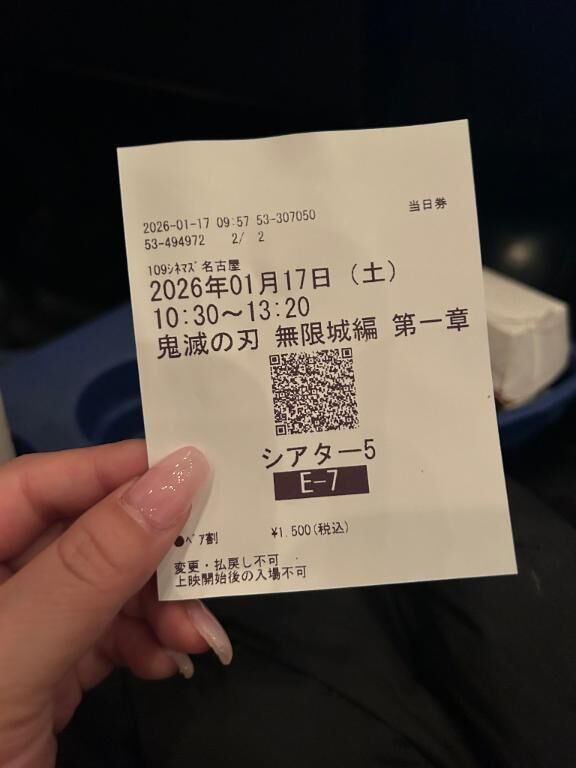 当日券
2026-01-17 09:57 53-307050
53-494972 2/ 2
109ｼﾈﾏｽﾞ名古屋
2026年01月17日 (土)
10:30～13:20
鬼滅の刃 無限城編 第一章
シアター5
E-7
●ﾍﾟｱ割 ¥1,500(税込)
変更・払戻し不可
上映開始後の入場不可